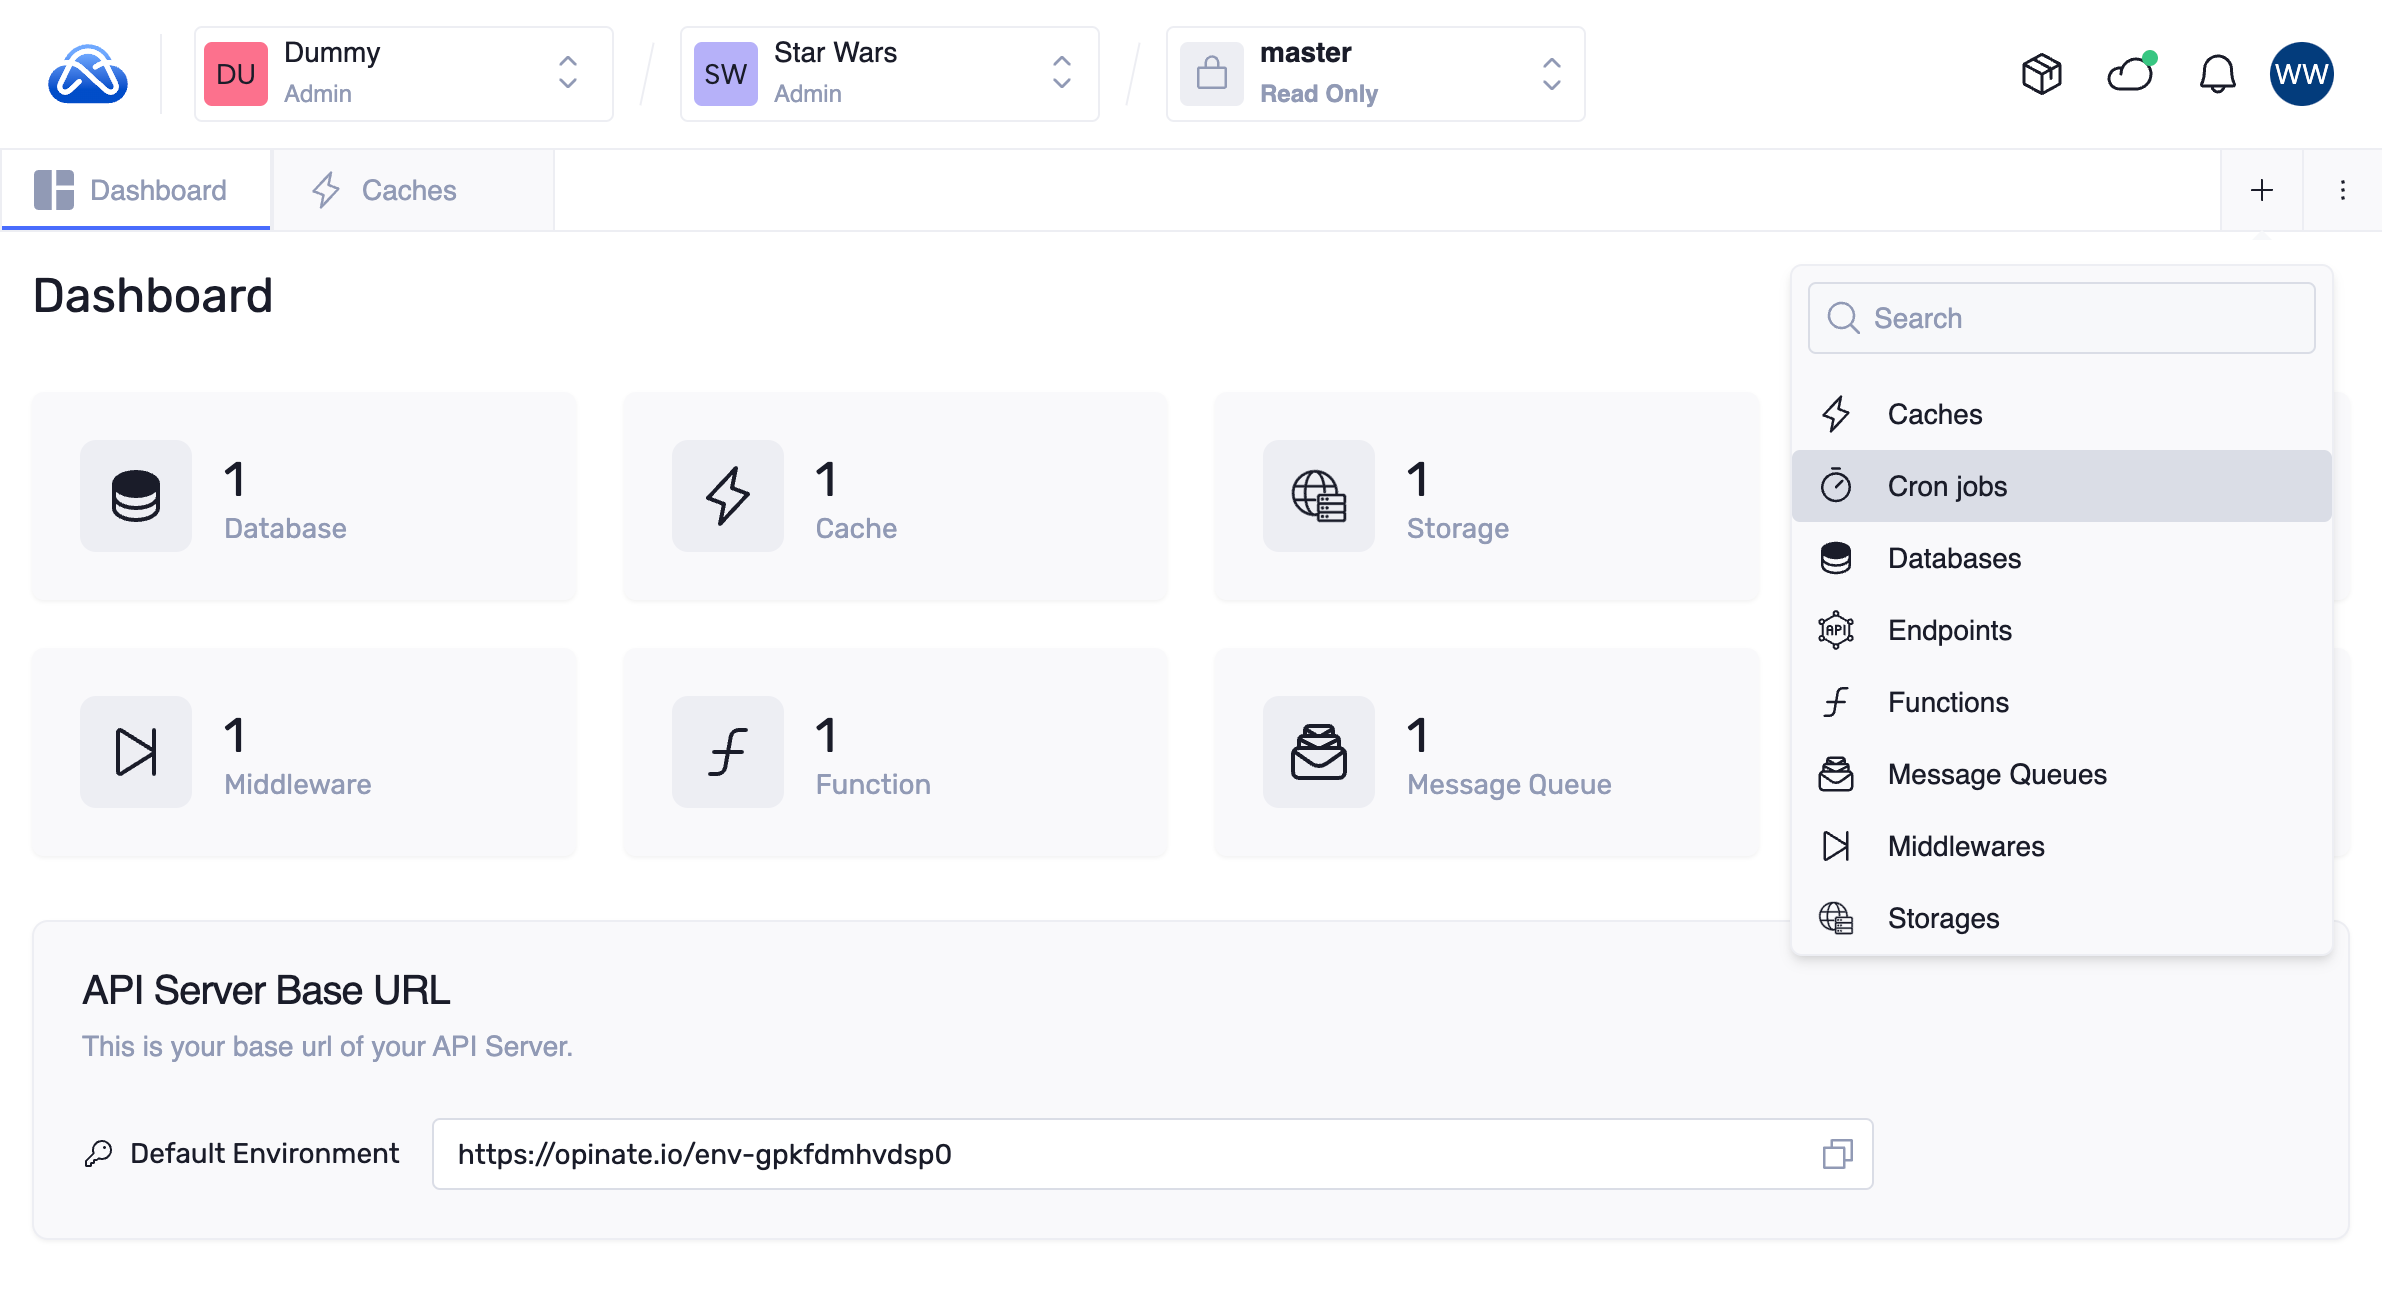 DU
Dummy
Admin
SW
Star Wars
Admin
master
Read Only
WW
Dashboard
Caches
Dashboard
Search
Caches
Cron jobs
Databases
Endpoints
Functions
Message Queues
Middlewares
Storages
1
Database
1
Cache
1
Storage
1
Middleware
1
Function
1
Message Queue
API
API Server Base URL
This is your base url of your API Server.
Default Environment
https://opinate.io/env-gpkfdmhvdsp0